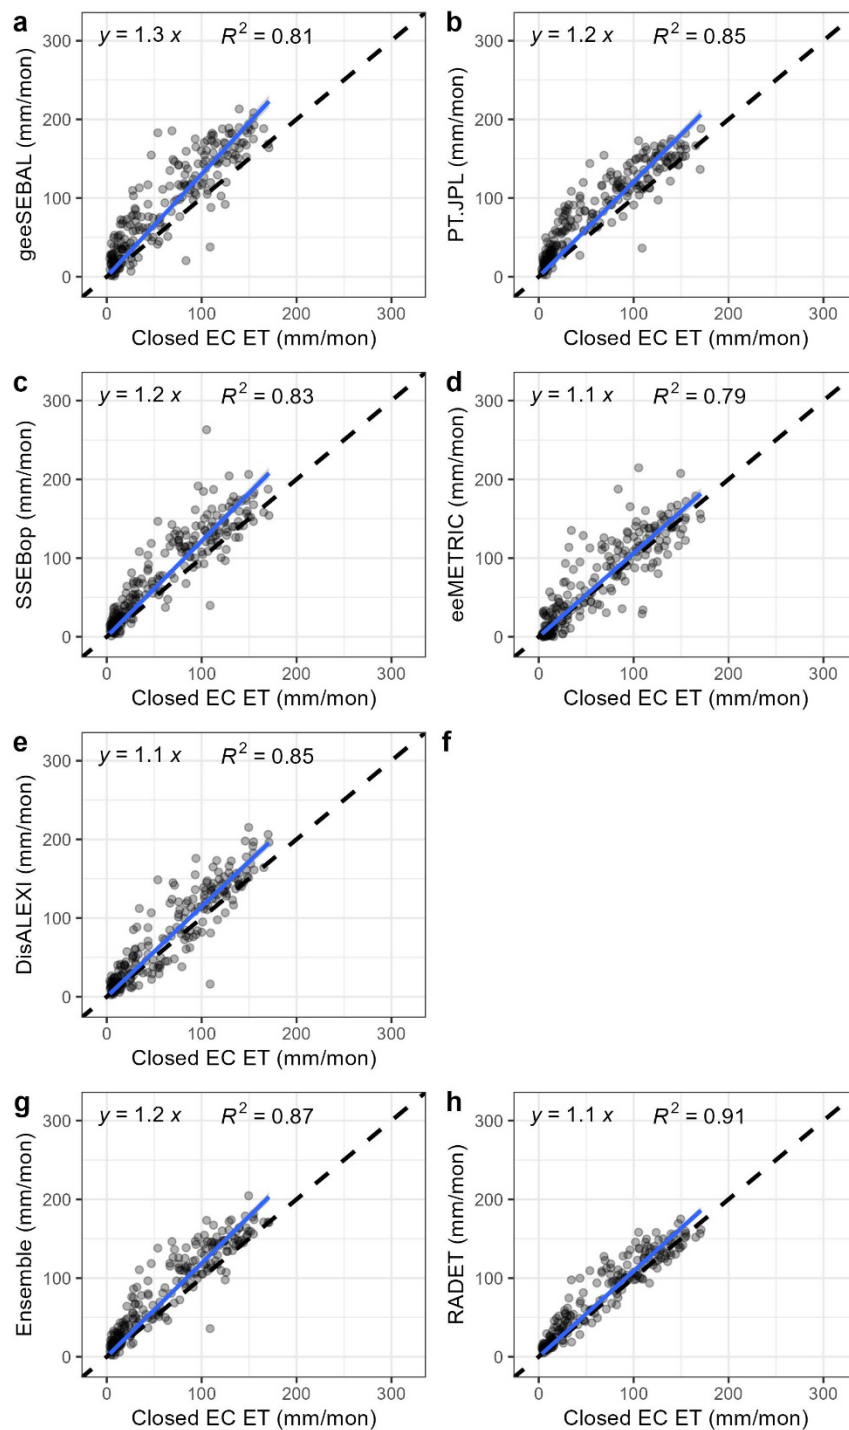 a
y = 1.3 x R² = 0.81
300
200
100
0
geeSEBAL (mm/mon)
0 100 200 300
Closed EC ET (mm/mon)
b
y = 1.2 x R² = 0.85
300
200
100
0
PT.JPL (mm/mon)
0 100 200 300
Closed EC ET (mm/mon)
c
y = 1.2 x R² = 0.83
300
200
100
0
SSEBop (mm/mon)
0 100 200 300
Closed EC ET (mm/mon)
d
y = 1.1 x R² = 0.79
300
200
100
0
eeMETRIC (mm/mon)
0 100 200 300
Closed EC ET (mm/mon)
e
y = 1.1 x R² = 0.85
300
200
100
0
DisALEXI (mm/mon)
0 100 200 300
Closed EC ET (mm/mon)
f
g
y = 1.2 x R² = 0.87
300
200
100
0
Ensemble (mm/mon)
0 100 200 300
Closed EC ET (mm/mon)
h
y = 1.1 x R² = 0.91
300
200
100
0
RADET (mm/mon)
0 100 200 300
Closed EC ET (mm/mon)